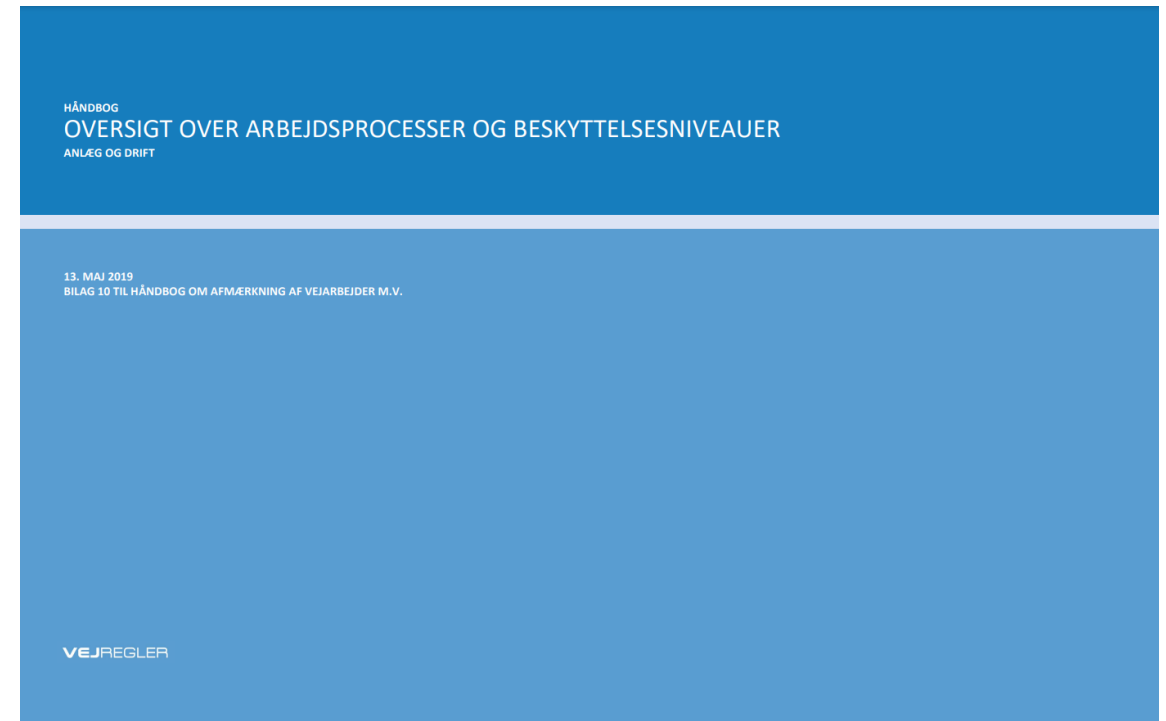 HÅNDBOG
OVERSIGT OVER ARBEJDSPROCESSER OG BESKYTTELSESNIVEAUER
ANLÆG OG DRIFT
13. MAJ 2019
BILAG 10 TIL HÅNDBOG OM AFMÆRKNING AF VEJARBEJDER M.V.
VEJREGLER